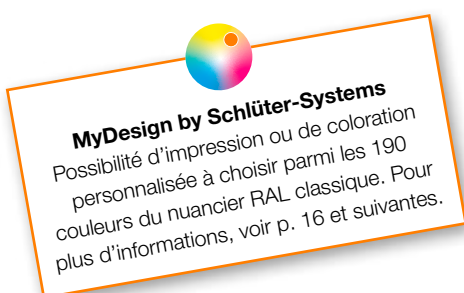 MyDesign by Schlüter-Systems
Possibilité d'impression ou de coloration
personnalisée à choisir parmi les 190
couleurs du nuancier RAL classique. Pour
plus d'informations, voir p. 16 et suivantes.